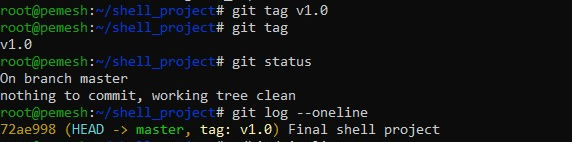 root@pemesh:~/shell_project# git tag v1.0
root@pemesh:~/shell_project# git tag
v1.0
root@pemesh:~/shell_project# git status
On branch master
nothing to commit, working tree clean
root@pemesh:~/shell_project# git log --oneline
72ae998 (HEAD -> master, tag: v1.0) Final shell project